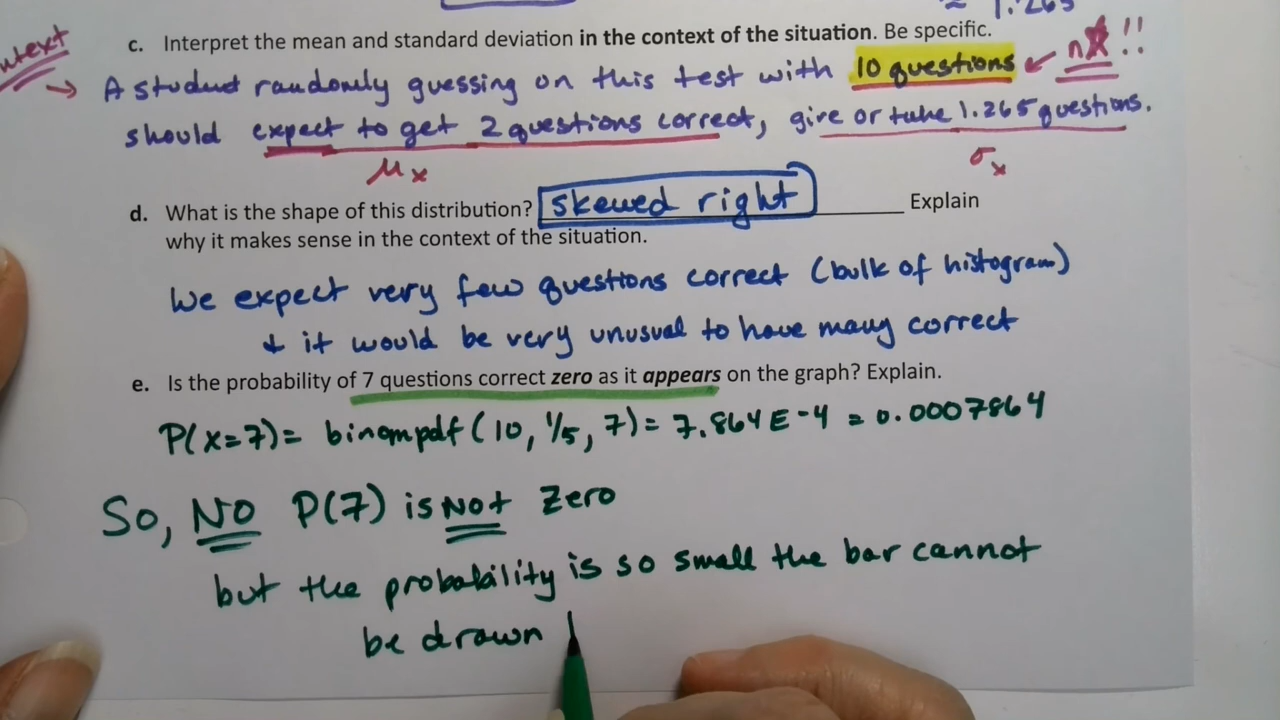 ≈ 1.265
c. Interpret the mean and standard deviation in the context of the situation. Be specific.
→ A student randomly guessing on this test with 10 questions ← n !!
should expect to get 2 questions correct, give or take 1.265 questions.
μx σx
d. What is the shape of this distribution? skewed right Explain
why it makes sense in the context of the situation.
We expect very few questions correct (bulk of histogram)
+ it would be very unusual to have many correct
e. Is the probability of 7 questions correct zero as it appears on the graph? Explain.
P(x=7)= binompdf(10, 1/5, 7)= 7.864E-4 = 0.0007864
So, NO P(7) is Not zero
but the probability is so small the bar cannot
be drawn